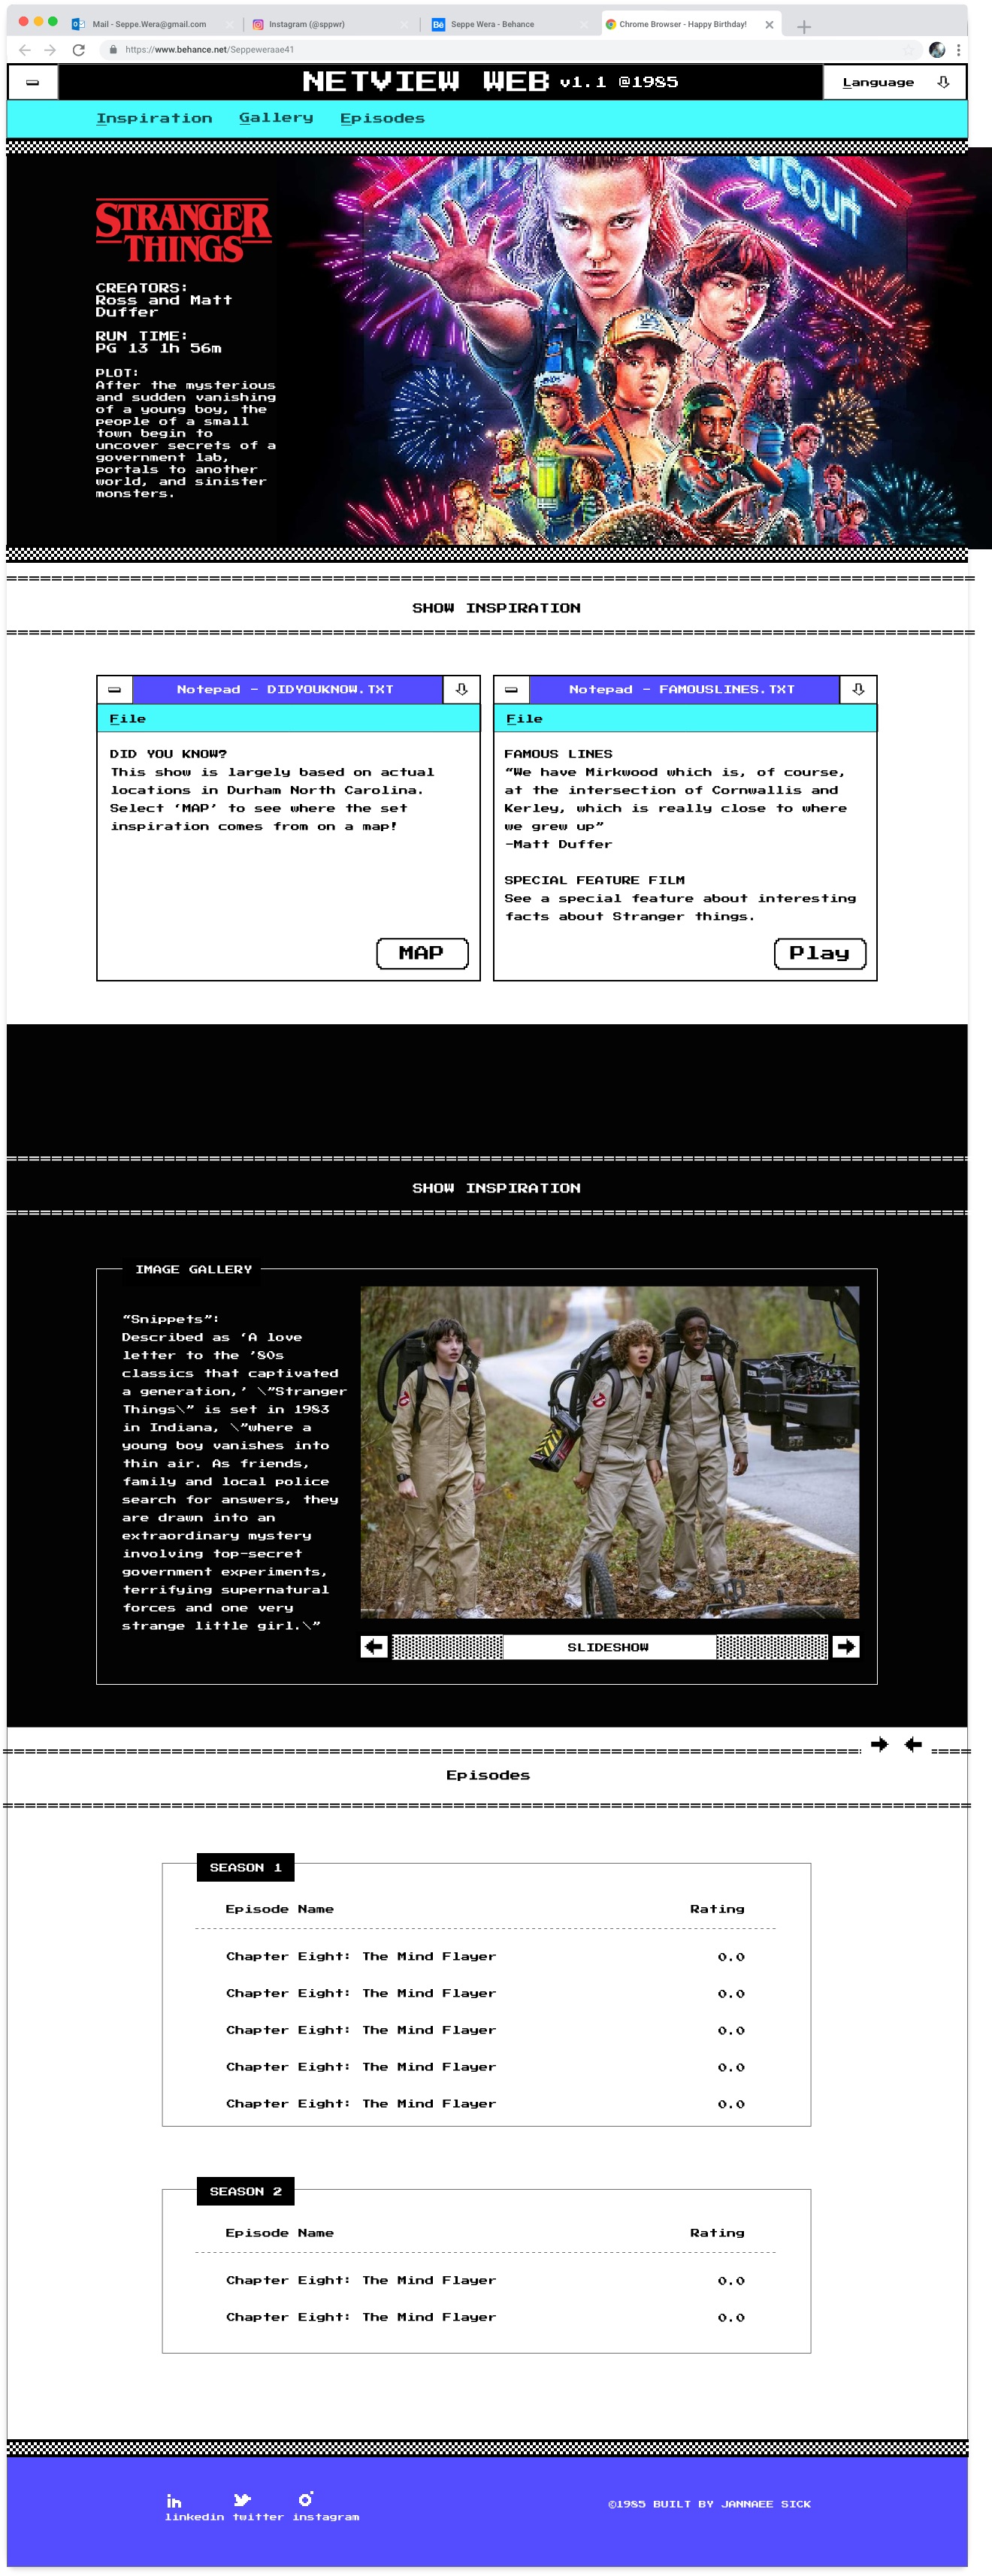 Mail - Seppe.Wera@gmail.com
Instagram (@sppwr)
Seppe Wera - Behance
Chrome Browser - Happy Birthday!
https://www.behance.net/Seppeweraae41
NETVIEW WEB v1.1 @1985
Language
Inspiration Gallery Episodes
STRANGER
THINGS
CREATORS:
Ross and Matt
Duffer
RUN TIME:
PG 13 1h 56m
PLOT:
After the mysterious
and sudden vanishing
of a young boy, the
people of a small
town begin to
uncover secrets of a
government lab,
portals to another
world, and sinister
monsters.
SHOW INSPIRATION
Notepad - DIDYOUKNOW.TXT
File
DID YOU KNOW?
This show is largely based on actual
locations in Durham North Carolina.
Select ‘MAP’ to see where the set
inspiration comes from on a map!
MAP
Notepad - FAMOUSLINES.TXT
File
FAMOUS LINES
“We have Mirkwood which is, of course,
at the intersection of Cornwallis and
Kerley, which is really close to where
we grew up”
-Matt Duffer
SPECIAL FEATURE FILM
See a special feature about interesting
facts about Stranger things.
Play
SHOW INSPIRATION
IMAGE GALLERY
“Snippets”:
Described as ‘A love
letter to the ’80s
classics that captivated
a generation,’ \”Stranger
Things\” is set in 1983
in Indiana, \”where a
young boy vanishes into
thin air. As friends,
family and local police
search for answers, they
are drawn into an
extraordinary mystery
involving top-secret
government experiments,
terrifying supernatural
forces and one very
strange little girl.\”
SLIDESHOW
Episodes
SEASON 1
Episode Name Rating
Chapter Eight: The Mind Flayer 0.0
Chapter Eight: The Mind Flayer 0.0
Chapter Eight: The Mind Flayer 0.0
Chapter Eight: The Mind Flayer 0.0
Chapter Eight: The Mind Flayer 0.0
SEASON 2
Episode Name Rating
Chapter Eight: The Mind Flayer 0.0
Chapter Eight: The Mind Flayer 0.0
linkedin twitter instagram
©1985 BUILT BY JANNAEE SICK